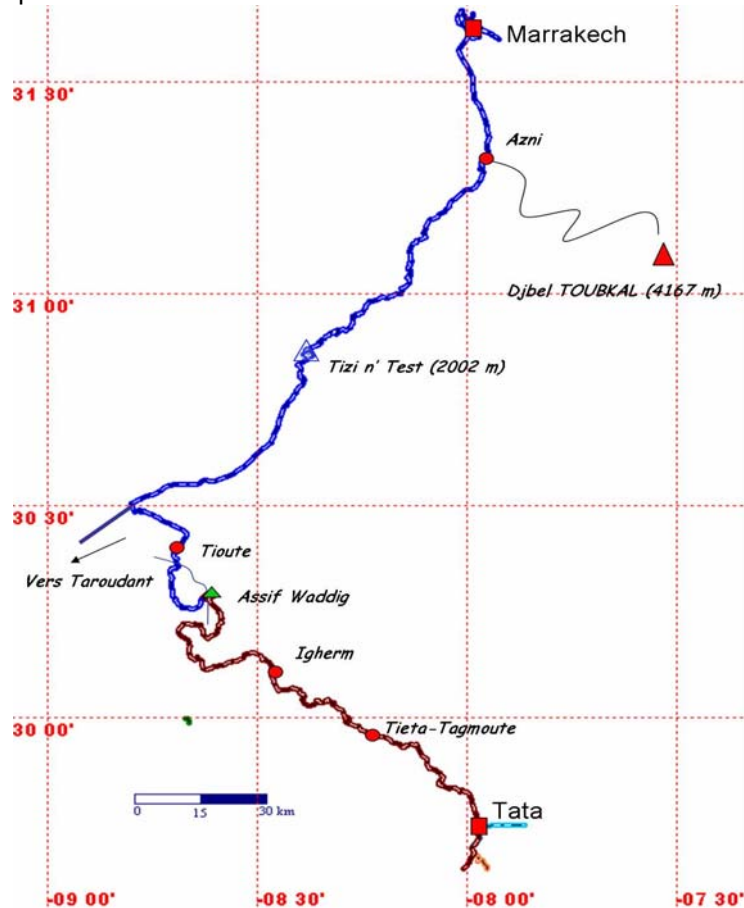 Marrakech
31 30'
Azni
Djbel TOUBKAL (4167 m)
31 00'
Tizi n' Test (2002 m)
30 30'
Tioute
Vers Taroudant
Assif Waddig
Igherm
30 00'
Tieta-Tagmoute
Tata
0 15 30 km
-09 00' -08 30' -08 00' -07 30'